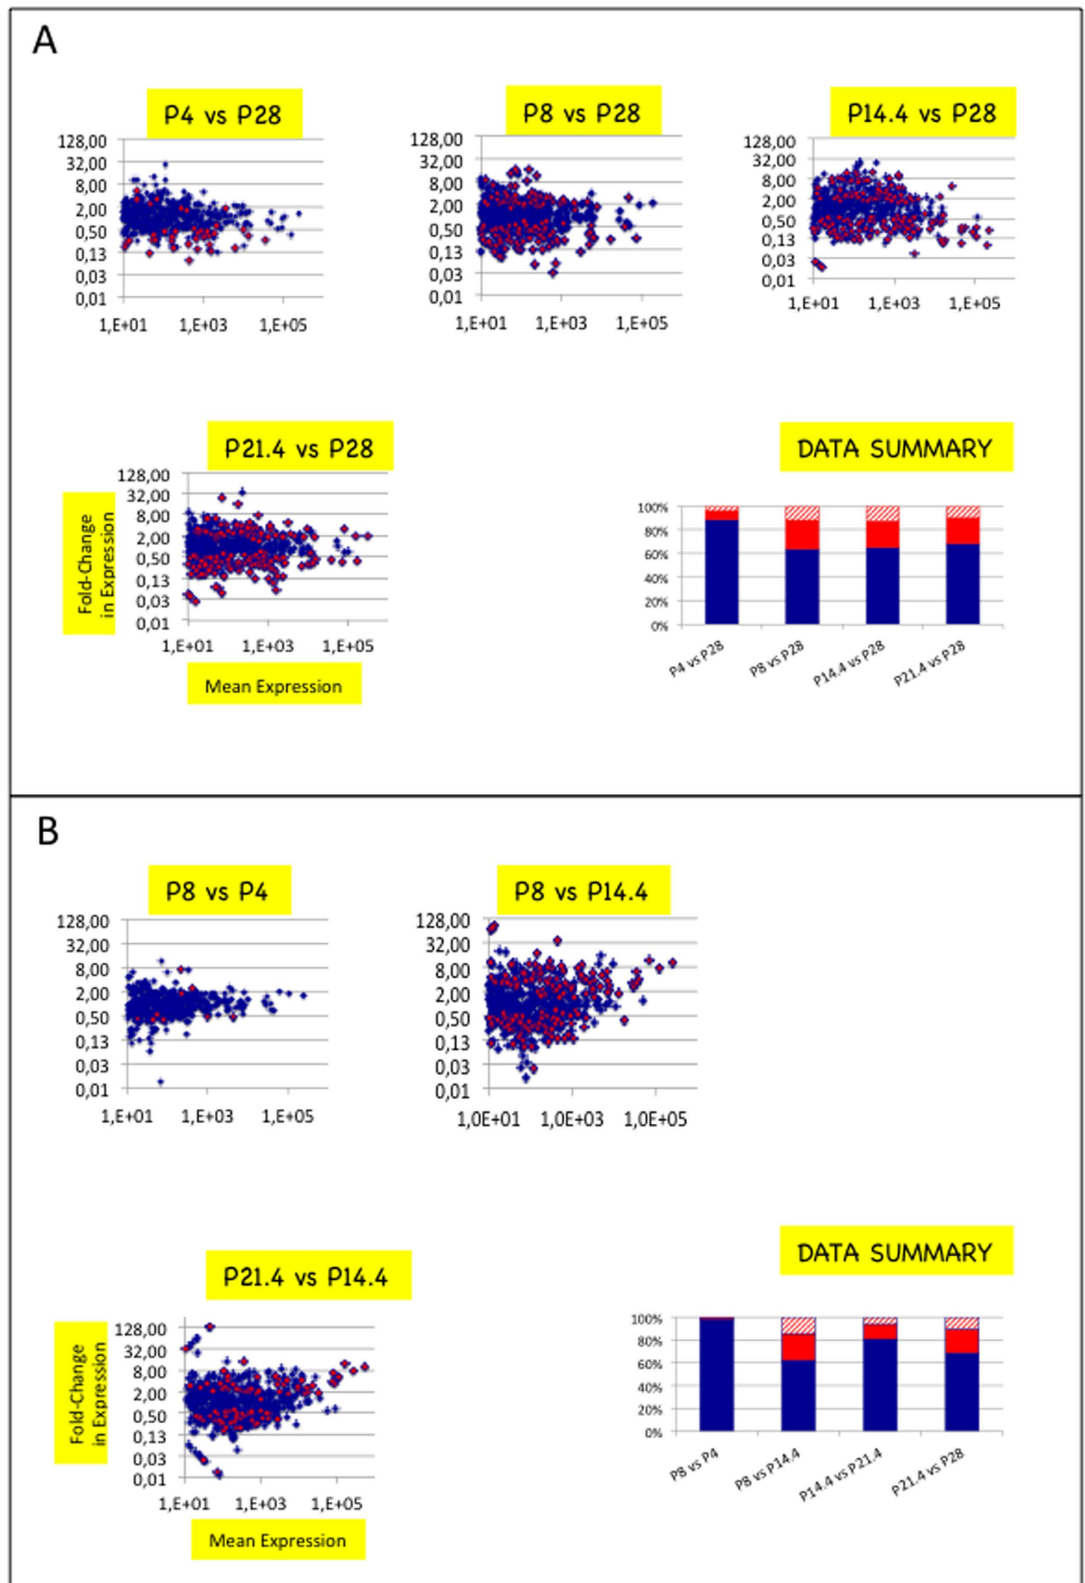 A
P4 vs P28
P8 vs P28
P14.4 vs P28
128,00
32,00
8,00
2,00
0,50
0,13
0,03
0,01
1,E+01 1,E+03 1,E+05
128,00
32,00
8,00
2,00
0,50
0,13
0,03
0,01
1,E+01 1,E+03 1,E+05
128,00
32,00
8,00
2,00
0,50
0,13
0,03
0,01
1,E+01 1,E+03 1,E+05
P21.4 vs P28
Fold-Change
in Expression
128,00
32,00
8,00
2,00
0,50
0,13
0,03
0,01
1,E+01 1,E+03 1,E+05
Mean Expression
DATA SUMMARY
100%
80%
60%
40%
20%
0%
P4 vs P28
P8 vs P28
P14.4 vs P28
P21.4 vs P28
B
P8 vs P4
P8 vs P14.4
128,00
32,00
8,00
2,00
0,50
0,13
0,03
0,01
1,E+01 1,E+03 1,E+05
128,00
32,00
8,00
2,00
0,50
0,13
0,03
0,01
1,0E+01 1,0E+03 1,0E+05
P21.4 vs P14.4
Fold-Change
in Expression
128,00
32,00
8,00
2,00
0,50
0,13
0,03
0,01
1,E+01 1,E+03 1,E+05
Mean Expression
DATA SUMMARY
100%
80%
60%
40%
20%
0%
P8 vs P4
P8 vs P14.4
P14.4 vs P21.4
P21.4 vs P28